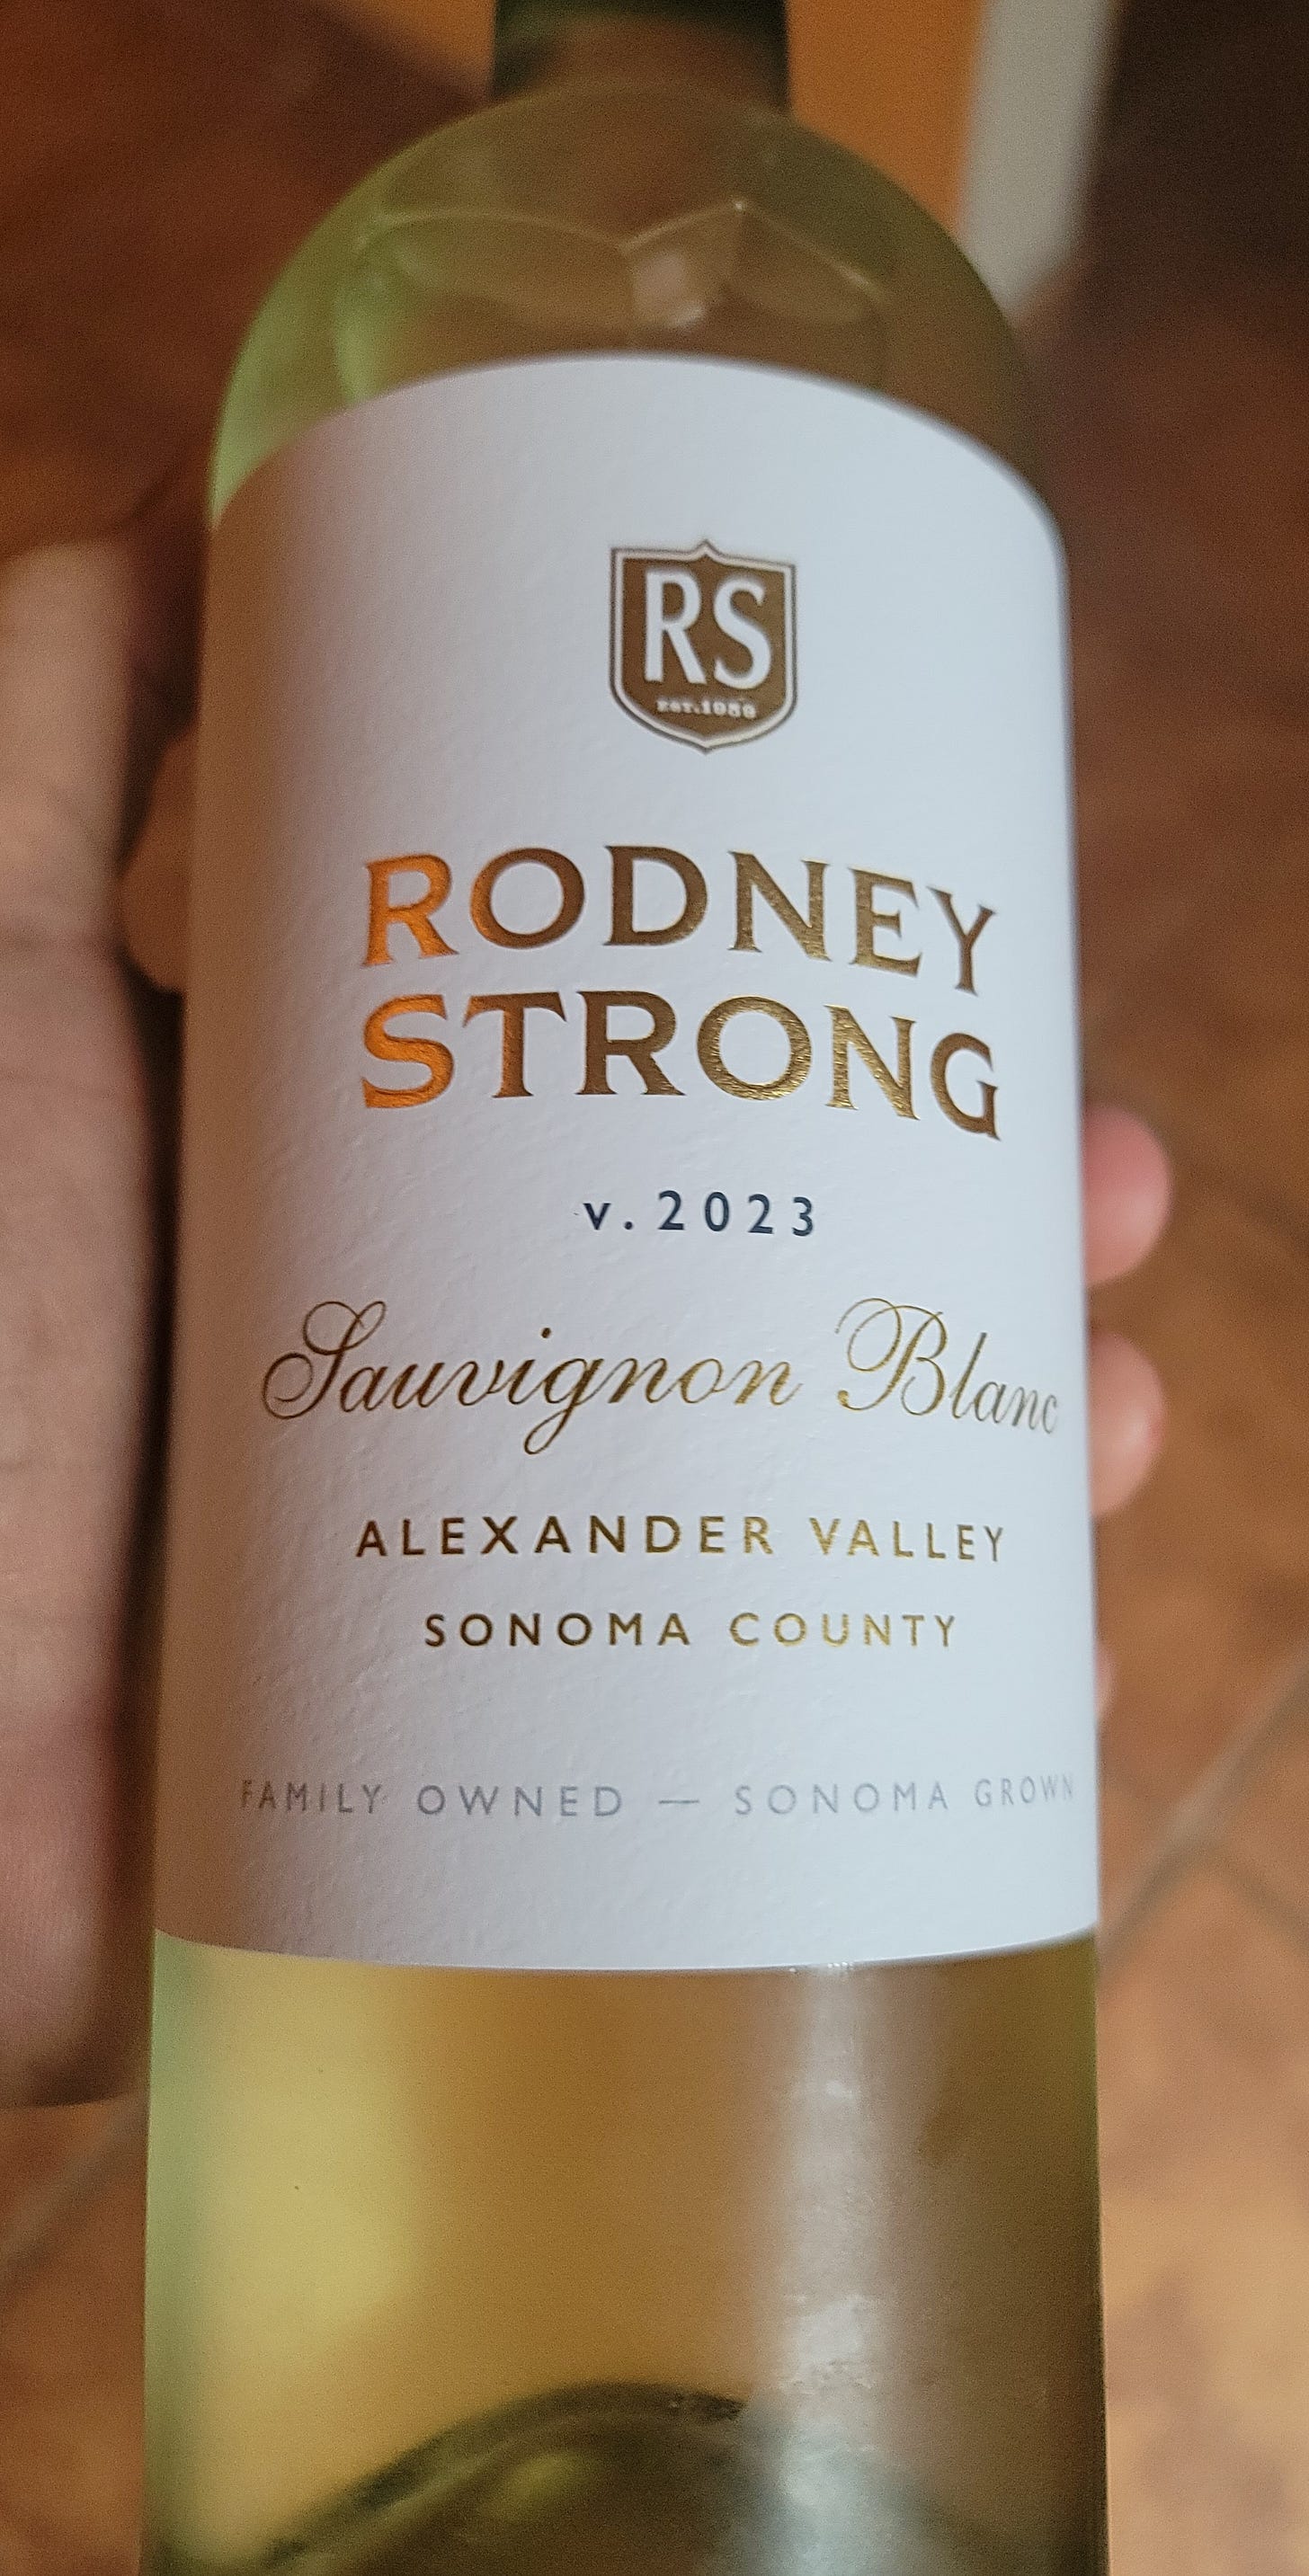 RS
EST.1959
RODNEY
STRONG
v. 2023
Sauvignon Blanc
ALEXANDER VALLEY
SONOMA COUNTY
FAMILY OWNED — SONOMA GROWN